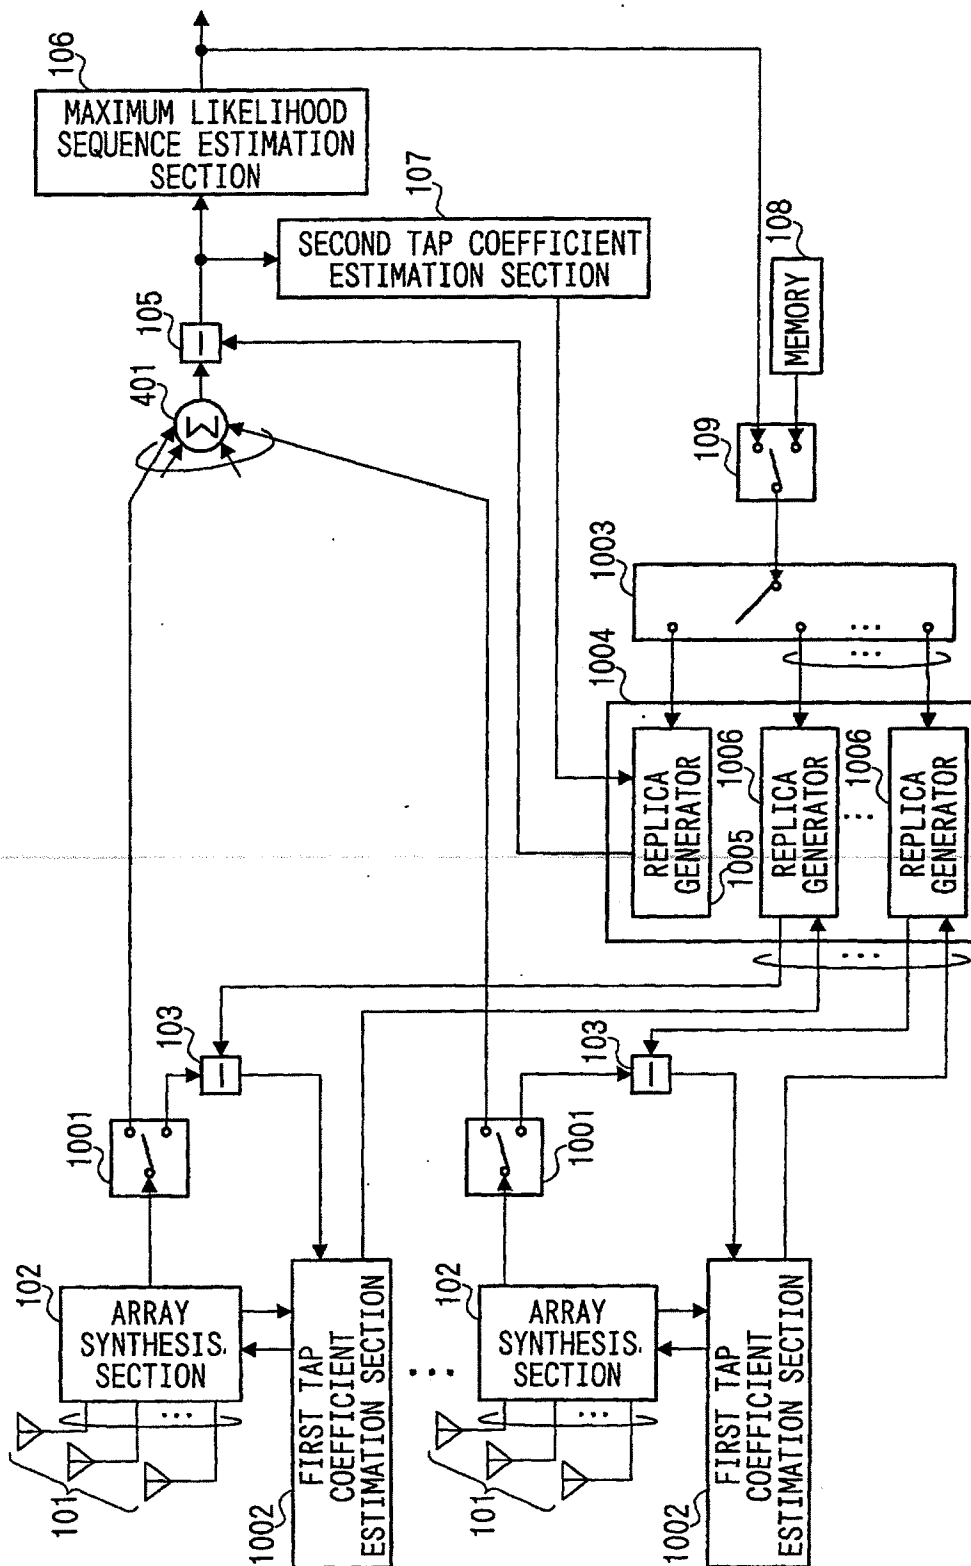 106
MAXIMUM LIKELIHOOD
SEQUENCE ESTIMATION
SECTION
107
SECOND TAP COEFFICIENT
ESTIMATION SECTION
105
401
Σ
108
MEMORY
109
1003
...
...
1004
REPLICA
GENERATOR
1005
REPLICA
GENERATOR
1006
...
REPLICA
GENERATOR
1006
...
103
103
1001
1001
102
ARRAY
SYNTHESIS
SECTION
...
101
1002
FIRST TAP
COEFFICIENT
ESTIMATION SECTION
...
102
ARRAY
SYNTHESIS
SECTION
...
101
1002
FIRST TAP
COEFFICIENT
ESTIMATION SECTION